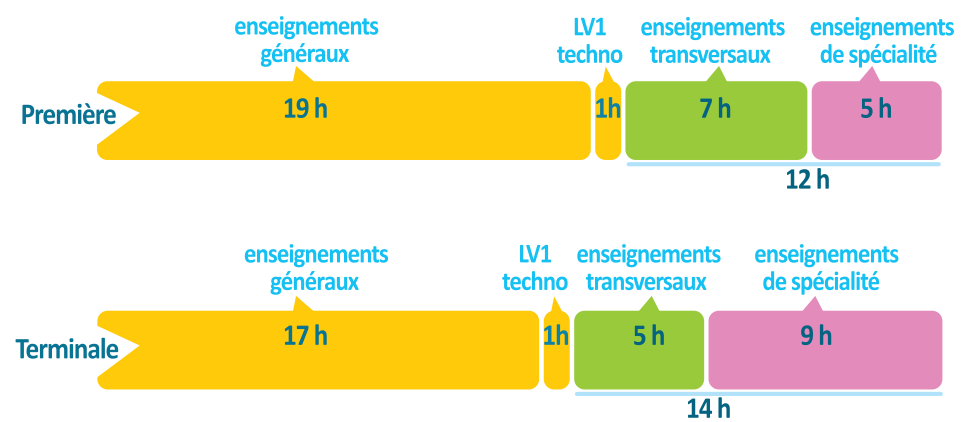 enseignements
généraux
LV1
techno
enseignements
transversaux
enseignements
de spécialité
Première
19 h
1h
7 h
5 h
12 h
enseignements
généraux
LV1
techno
enseignements
transversaux
enseignements
de spécialité
Terminale
17 h
1h
5 h
9 h
14 h